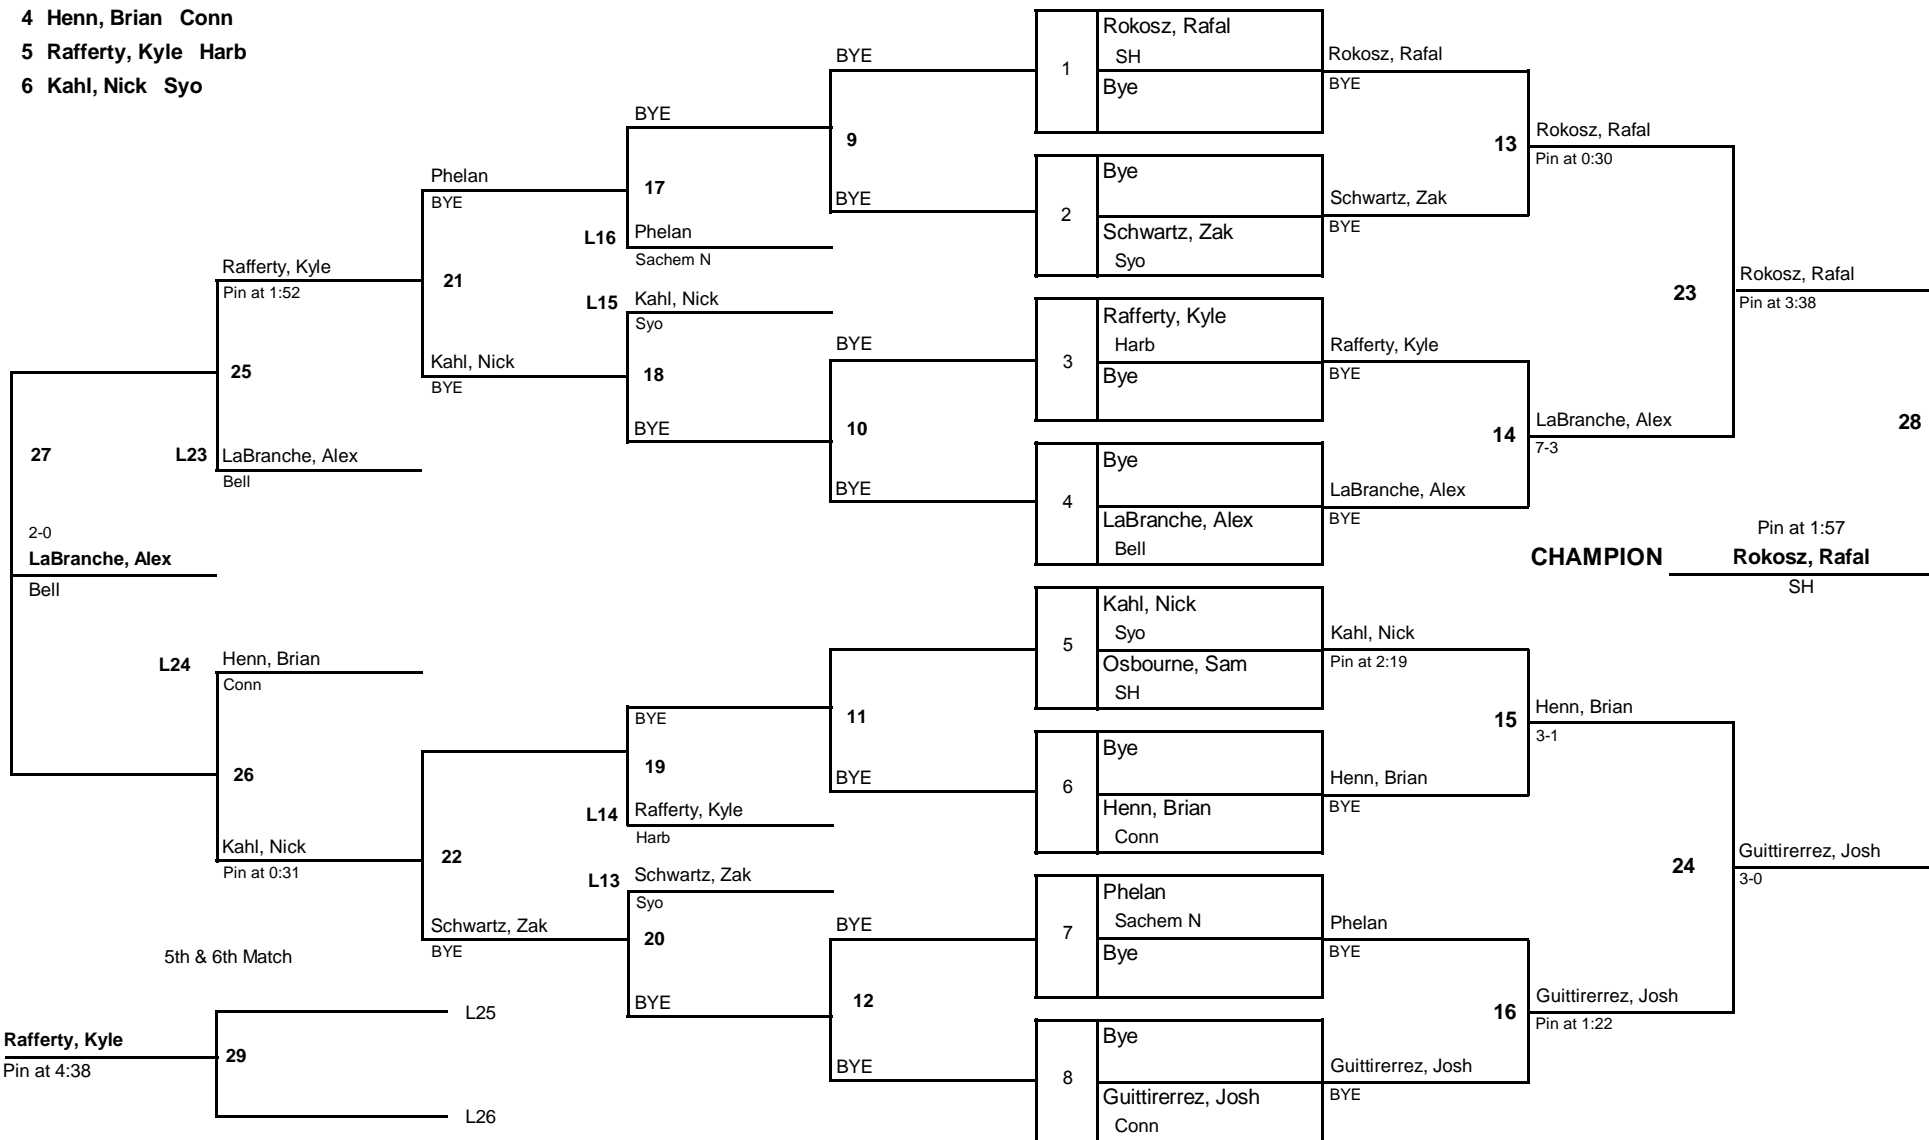 4 Henn, Brian Conn
5 Rafferty, Kyle Harb
6 Kahl, Nick Syo
Rokosz, Rafal
SH
1
Bye
Bye
2
Schwartz, Zak
Syo
Rafferty, Kyle
Harb
3
Bye
Bye
4
LaBranche, Alex
Bell
Kahl, Nick
Syo
5
Osbourne, Sam
SH
Bye
6
Henn, Brian
Conn
Phelan
Sachem N
7
Bye
Bye
8
Guittirerrez, Josh
Conn
Rokosz, Rafal
BYE
Schwartz, Zak
BYE
Rafferty, Kyle
BYE
LaBranche, Alex
BYE
Kahl, Nick
Pin at 2:19
Henn, Brian
BYE
Phelan
BYE
Guittirerrez, Josh
BYE
13
Rokosz, Rafal
Pin at 0:30
14
LaBranche, Alex
7-3
15
Henn, Brian
3-1
16
Guittirerrez, Josh
Pin at 1:22
23
Rokosz, Rafal
Pin at 3:38
24
Guittirerrez, Josh
3-0
28
Pin at 1:57
CHAMPION Rokosz, Rafal
SH
BYE
9
BYE
BYE
10
BYE
11
BYE
BYE
12
BYE
BYE
17
L16 Phelan
Sachem N
L15 Kahl, Nick
Syo
18
BYE
BYE
19
L14 Rafferty, Kyle
Harb
L13 Schwartz, Zak
Syo
20
BYE
Phelan
BYE
21
Kahl, Nick
BYE
22
Schwartz, Zak
BYE
Rafferty, Kyle
Pin at 1:52
25
L23 LaBranche, Alex
Bell
L24 Henn, Brian
Conn
26
Kahl, Nick
Pin at 0:31
27
2-0
LaBranche, Alex
Bell
5th & 6th Match
L25
Rafferty, Kyle
29
Pin at 4:38
L26